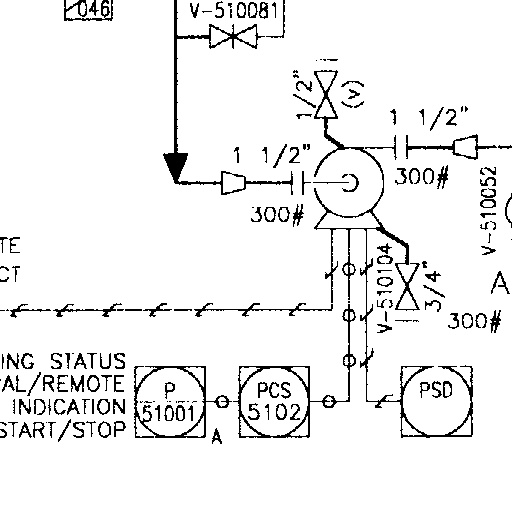 046
V-510081
1/2"
(V)
1 1/2"
1 1/2"
300#
300#
V-510052
TE
CT
V-510104
3/4"
A
300#
ING STATUS
AL/REMOTE
INDICATION
START/STOP
P
51001
A
PCS
5102
PSD